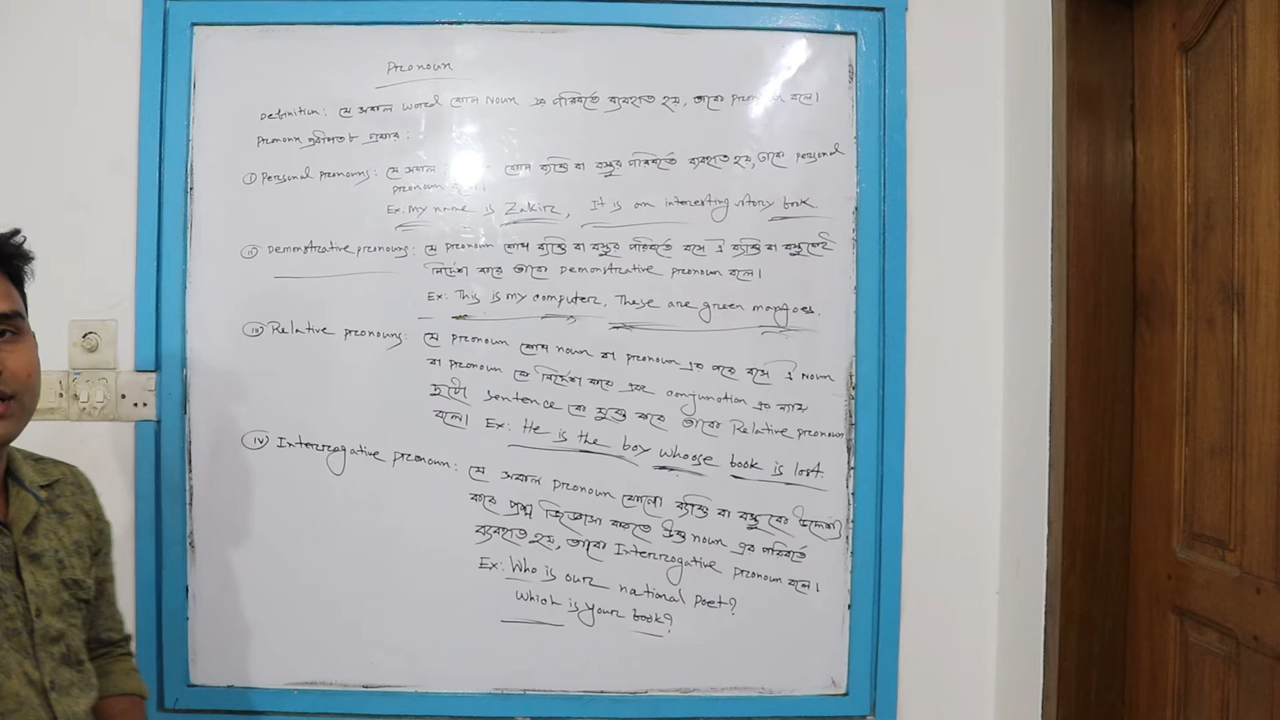 Pronoun
Definition: যে সকল word কোন Noun এর পরিবর্তে ব্যবহৃত হয়, তাকে বলে।
Pronoun প্রধানত ৮ প্রকার:
(i) Personal pronouns: যে সকল কোন ব্যক্তি বা বস্তুর পরিবর্তে ব্যবহৃত হয়, তাকে personal
pronoun
Ex: My name is Zakir, It is an interesting story book
(ii) Demonstrative pronouns: যে pronoun কোন ব্যক্তি বা বস্তুর পরিবর্তে বসে ঐ ব্যক্তি বা বস্তুকেই
নির্দেশ করে তাকে Demonstrative pronoun বলে।
Ex: This is my computer, These are green mangoes.
(iii) Relative pronouns: যে pronoun কোন noun বা pronoun এর পরে বসে ঐ Noun
বা pronoun কে নির্দেশ করে এবং conjunction এর ন্যায়
দুটো sentence কে যুক্ত করে তাকে Relative pronoun
বলে। Ex: He is the boy whoose book is lost.
(iv) Interrogative pronoun: যে সকল pronoun কোনো ব্যক্তি বা বস্তুকে উদ্দেশ্য
করে প্রশ্ন জিজ্ঞাসা করতে উক্ত noun এর পরিবর্তে
ব্যবহৃত হয়, তাকে Interrogative pronoun বলে।
Ex: Who is our national poet?
Which is your book?